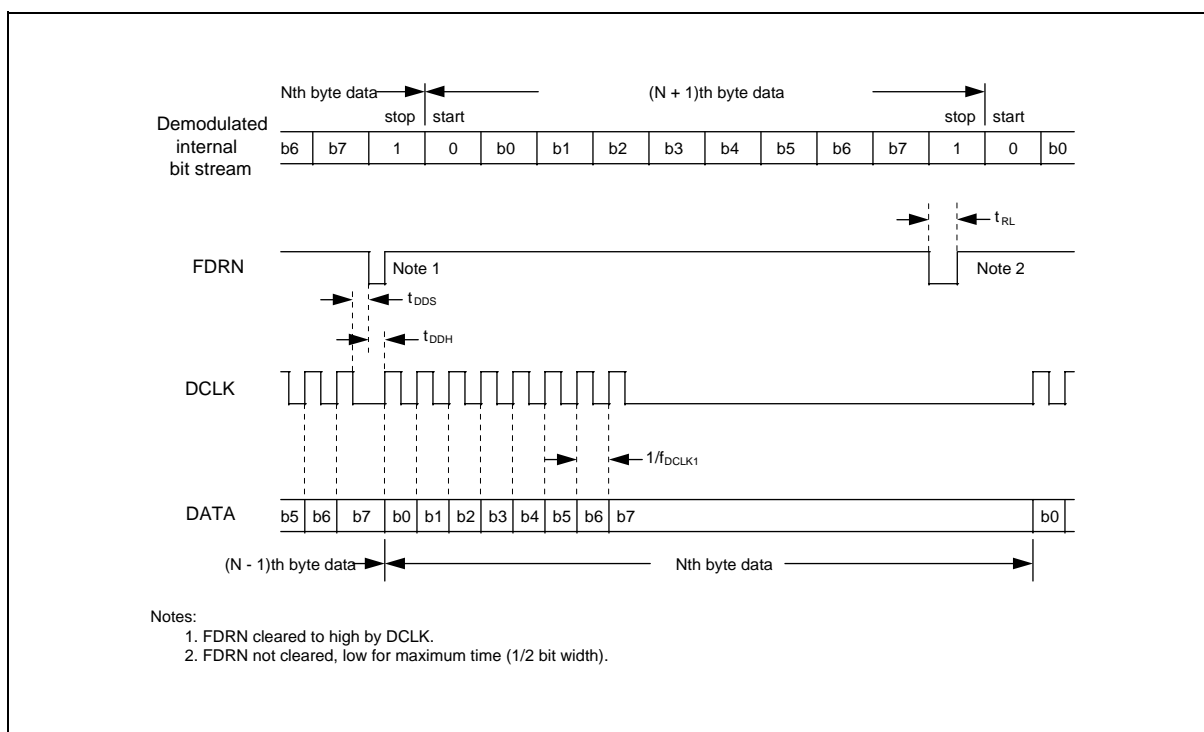 Nth byte data (N + 1)th byte data
stop start stop start
Demodulated
internal
bit stream
b6 b7 1 0 b0 b1 b2 b3 b4 b5 b6 b7 1 0 b0
tRL
FDRN Note 1 Note 2
tDDS
tDDH
DCLK
1/fDCLK1
DATA
b5 b6 b7 b0 b1 b2 b3 b4 b5 b6 b7 b0
(N - 1)th byte data Nth byte data
Notes:
1. FDRN cleared to high by DCLK.
2. FDRN not cleared, low for maximum time (1/2 bit width).